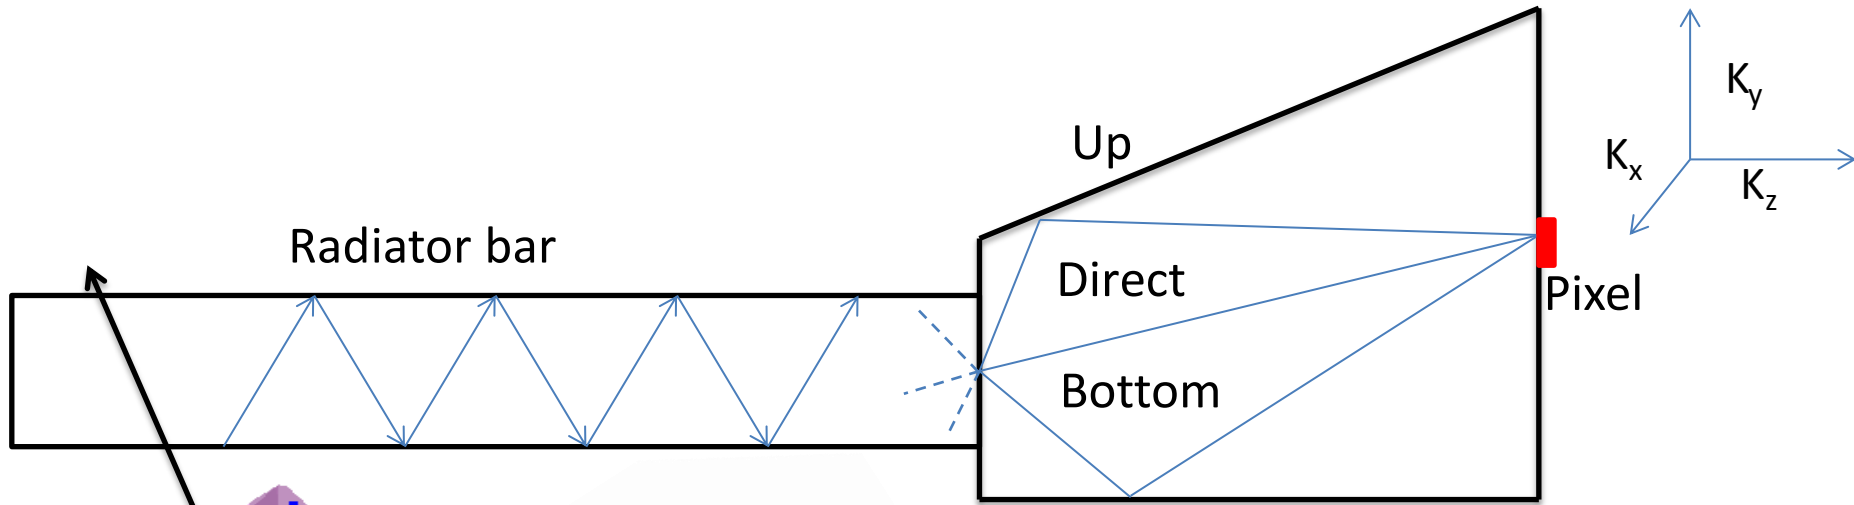 Up
Radiator bar
Direct
Bottom
Pixel
Ky
Kx
Kz